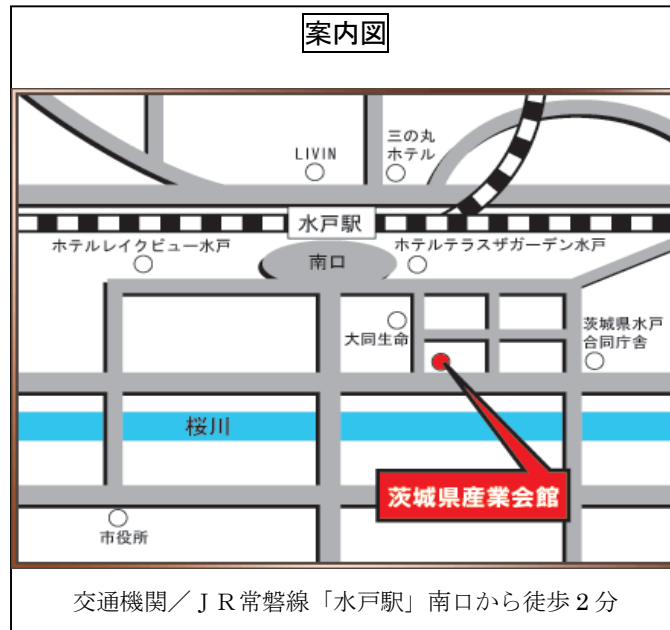 案内図
LIVIN
三の丸
ホテル
水戸駅
ホテルレイクビュー水戸
南口
ホテルテラスザガーデン水戸
大同生命
茨城県水戸
合同庁舎
桜川
茨城県産業会館
市役所
交通機関／ＪＲ常磐線「水戸駅」南口から徒歩２分